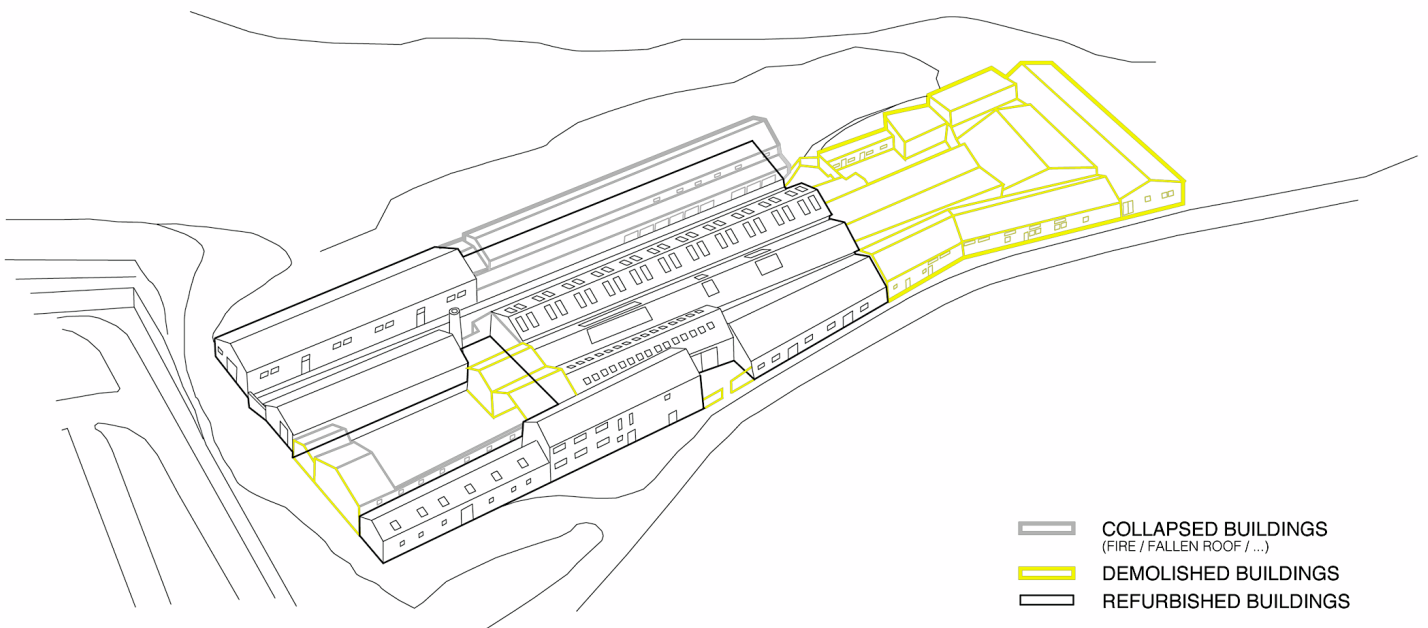 COLLAPSED BUILDINGS
(FIRE / FALLEN ROOF / ...)
DEMOLISHED BUILDINGS
REFURBISHED BUILDINGS